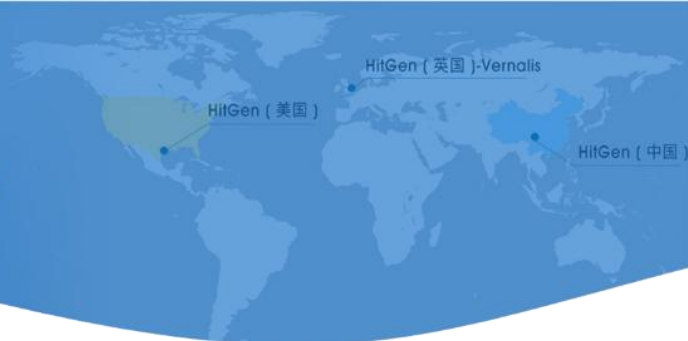 HitGen ( 英国 )-Vernalis
HitGen ( 美国 )
HitGen ( 中国 )